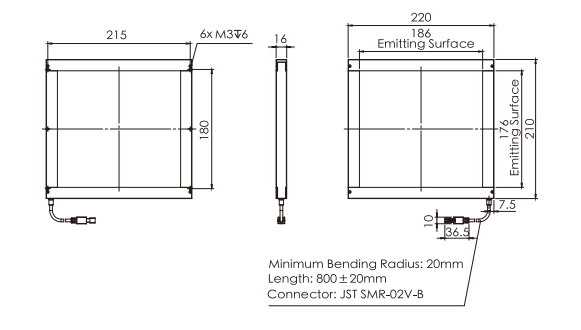 215
6x M3↧6
16
220
186
Emitting Surface
180
176
Emitting Surface
210
7.5
10
36.5
Minimum Bending Radius: 20mm
Length: 800±20mm
Connector: JST SMR-02V-B